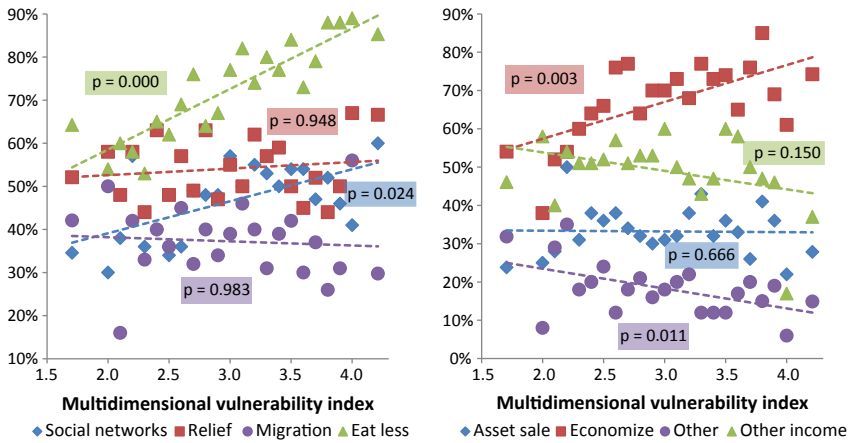 90%
80%
70%
60%
50%
40%
30%
20%
10%
p = 0.000
p = 0.948
p = 0.024
p = 0.983
1.5 2.0 2.5 3.0 3.5 4.0
Multidimensional vulnerability index
Social networks Relief Migration Eat less
90%
80%
70%
60%
50%
40%
30%
20%
10%
0%
p = 0.003
p = 0.150
p = 0.666
p = 0.011
1.5 2.0 2.5 3.0 3.5 4.0
Multidimensional vulnerability index
Asset sale Economize Other Other income